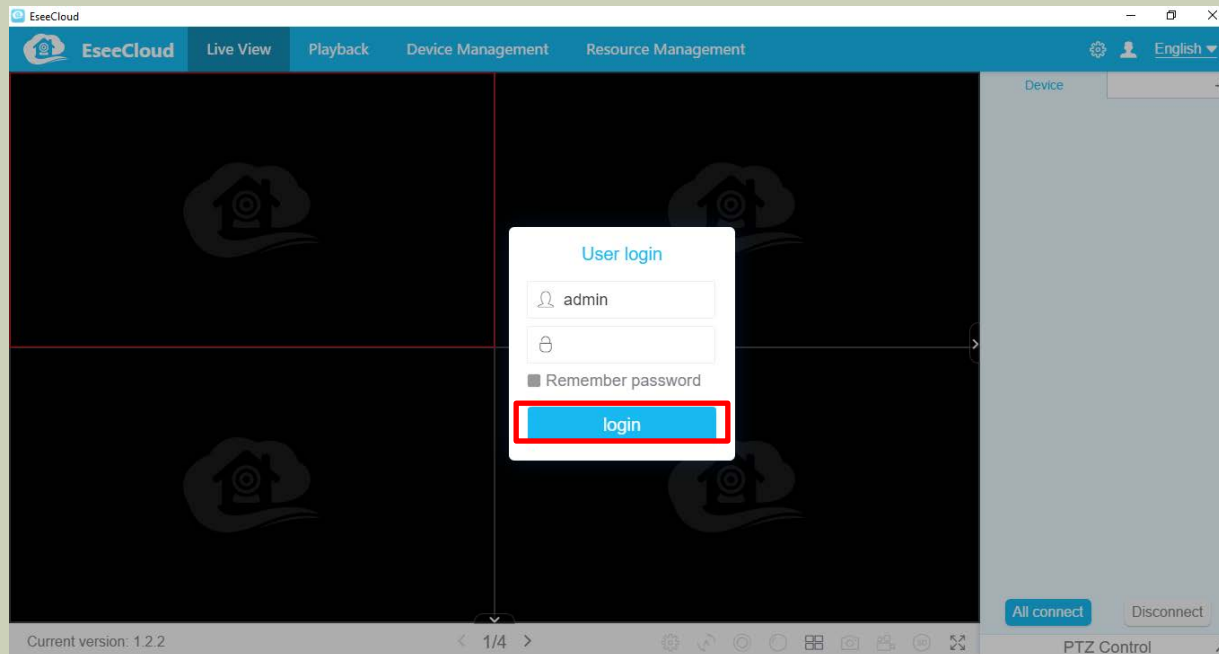 EseeCloud
EseeCloud Live View Playback Device Management Resource Management English
Device
User login
admin
Remember password
login
All connect Disconnect
Current version: 1.2.2 1/4 PTZ Control